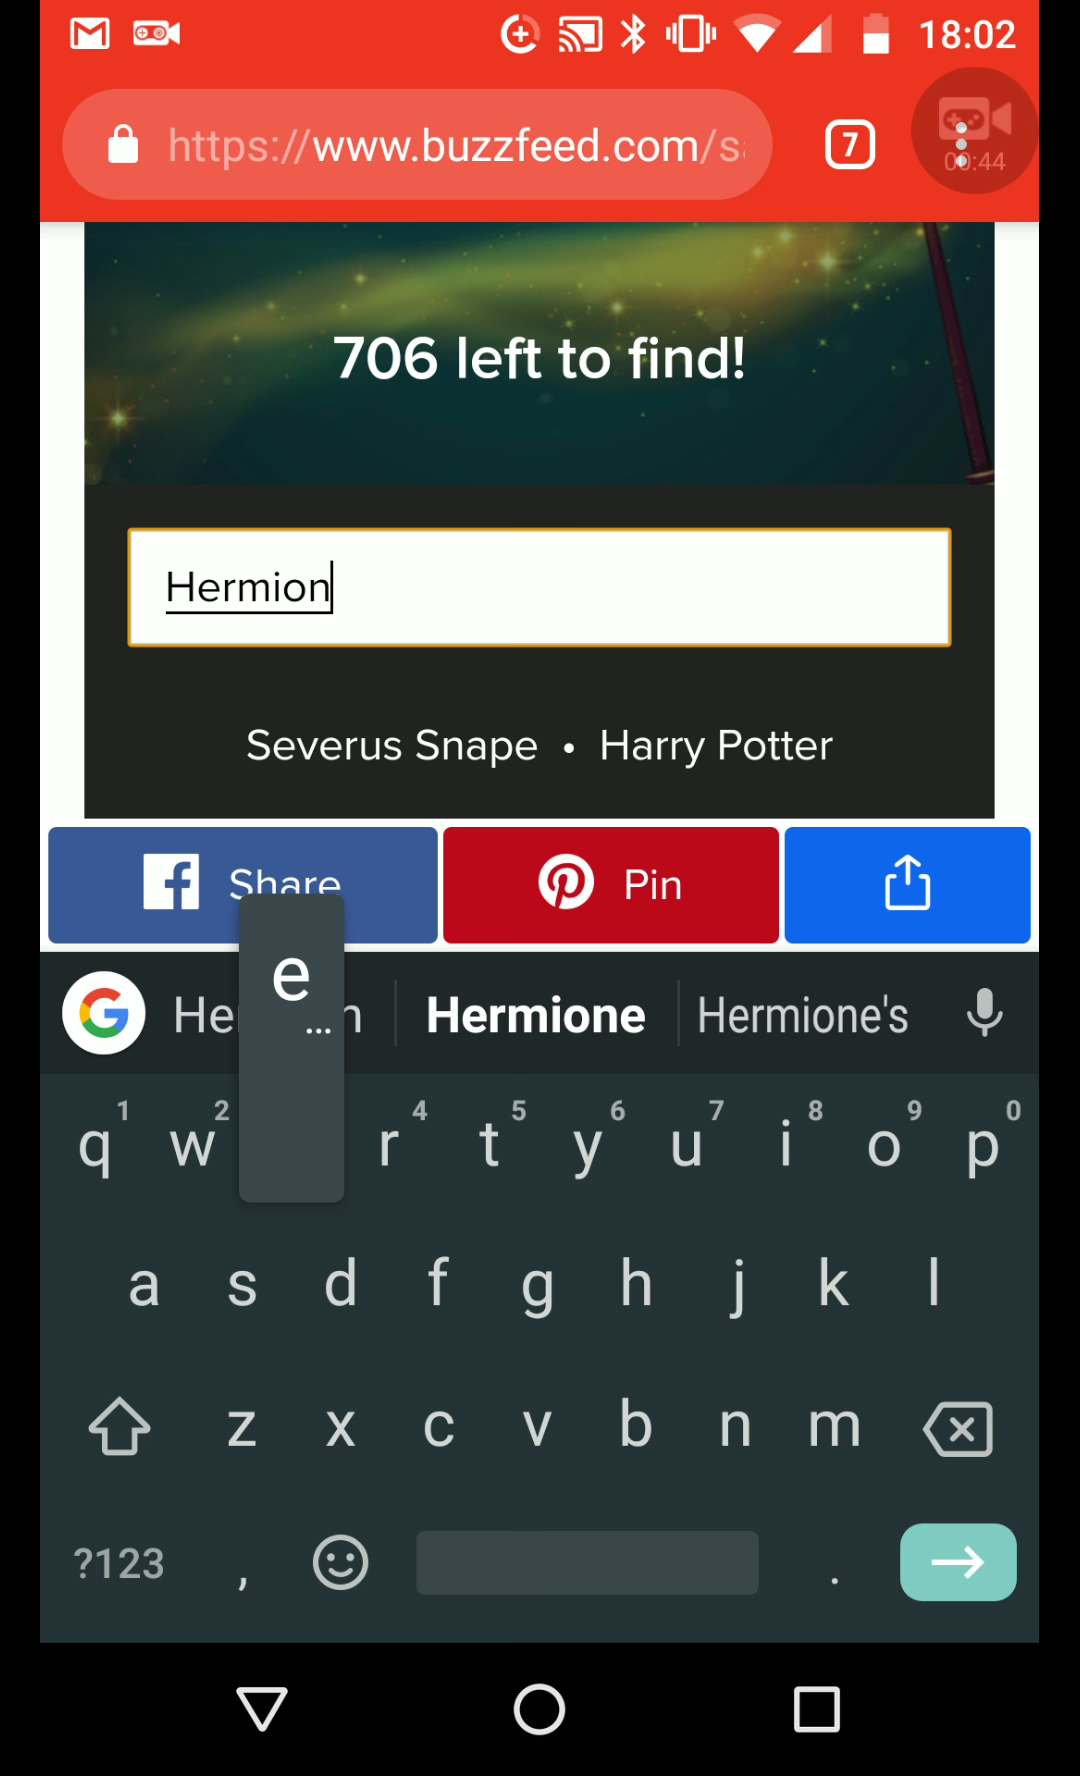 18:02
https://www.buzzfeed.com/s
7
00:44
706 left to find!
Hermion
Severus Snape • Harry Potter
Share
Pin
e
...
Hermione
Hermione's
1 2 4 5 6 7 8 9 0
q w r t y u i o p
a s d f g h j k l
z x c v b n m
?123 , .